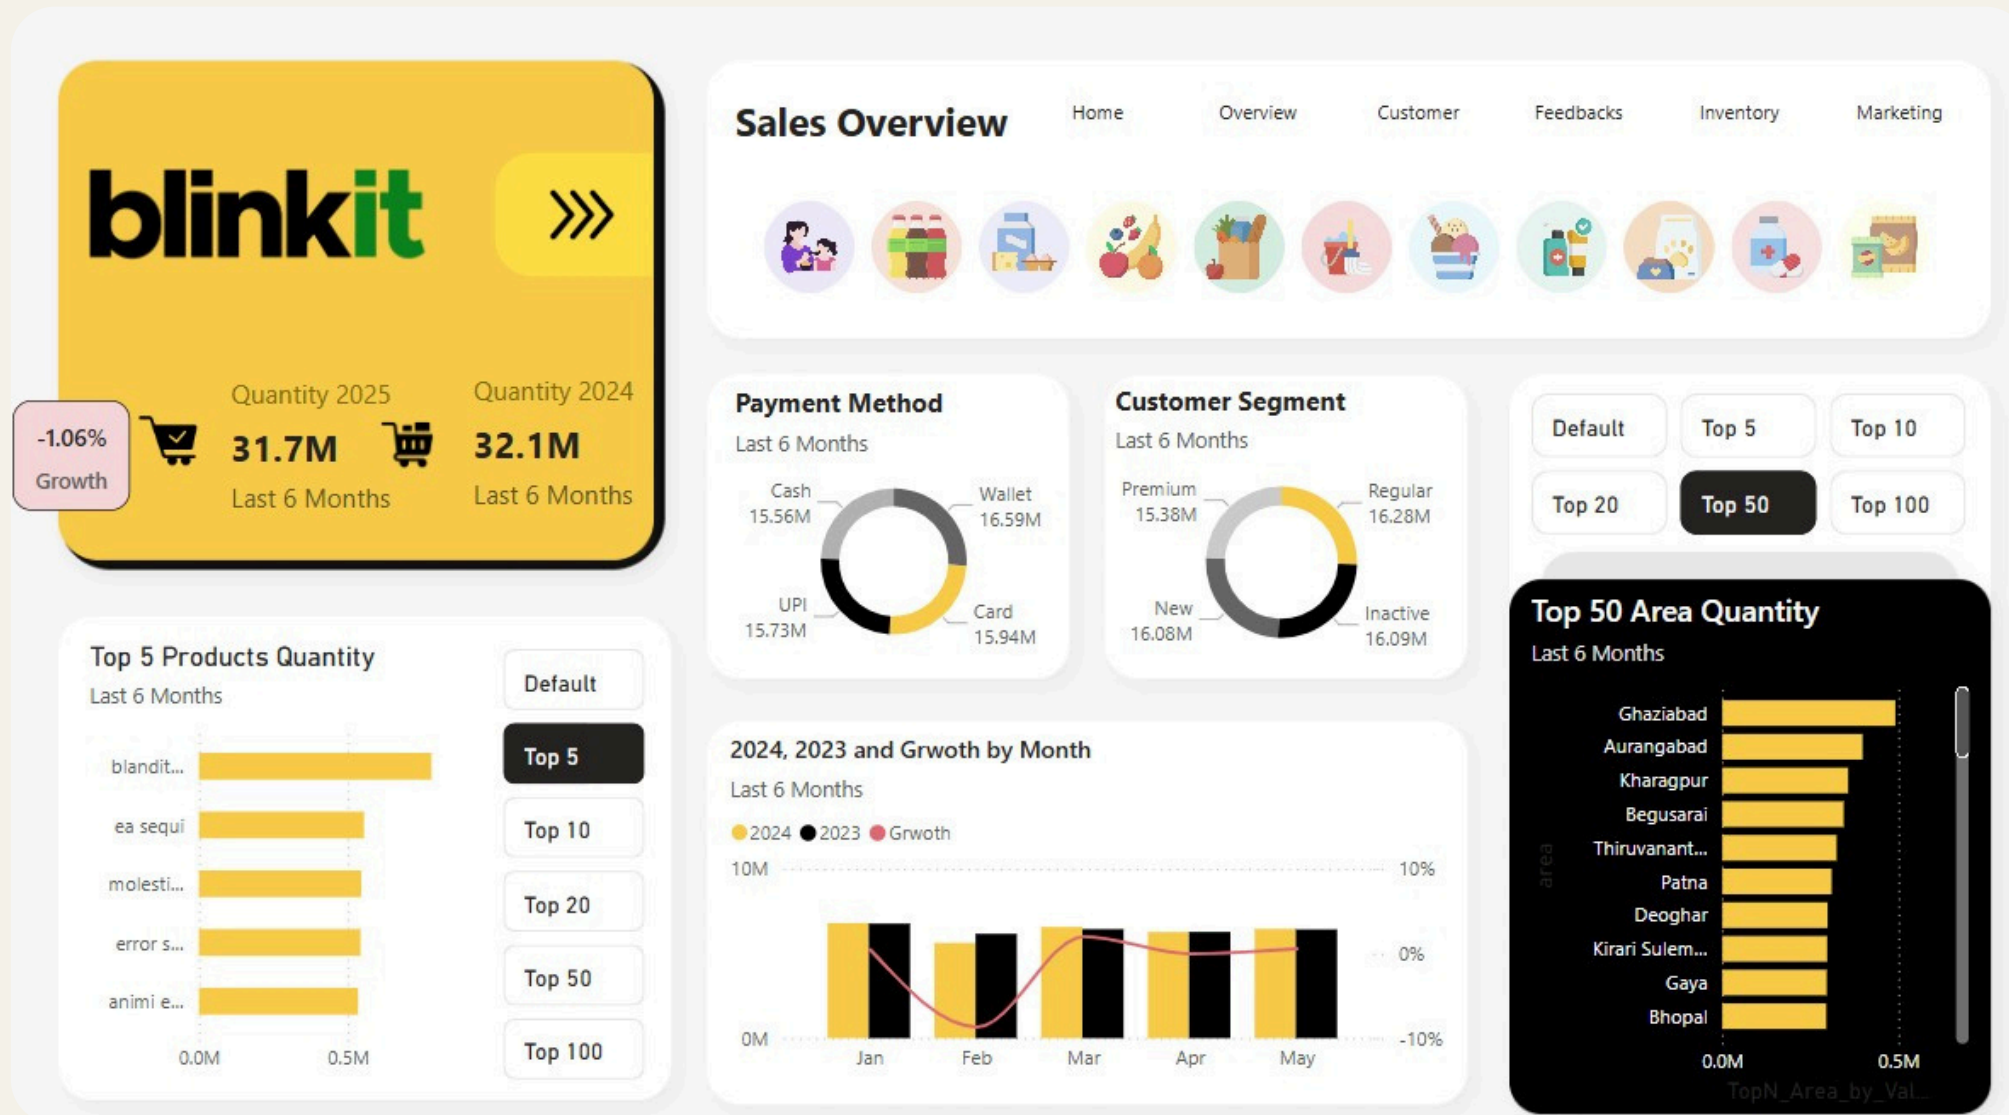 blinkit
Quantity 2025
31.7M
Last 6 Months
Quantity 2024
32.1M
Last 6 Months
-1.06%
Growth
Sales Overview
Home
Overview
Customer
Feedbacks
Inventory
Marketing
Payment Method
Last 6 Months
Cash
15.56M
Wallet
16.59M
UPI
15.73M
Card
15.94M
Customer Segment
Last 6 Months
Premium
15.38M
Regular
16.28M
New
16.08M
Inactive
16.09M
Default
Top 5
Top 10
Top 20
Top 50
Top 100
Top 5 Products Quantity
Last 6 Months
blandit...
ea sequi
molesti...
error s...
animi e...
0.0M
0.5M
Default
Top 5
Top 10
Top 20
Top 50
Top 100
2024, 2023 and Grwoth by Month
Last 6 Months
2024
2023
Grwoth
10M
0M
10%
0%
-10%
Jan
Feb
Mar
Apr
May
Top 50 Area Quantity
Last 6 Months
area
Ghaziabad
Aurangabad
Kharagpur
Begusarai
Thiruvanant...
Patna
Deoghar
Kirari Sulem...
Gaya
Bhopal
0.0M
0.5M
TopN_Area_by_Val...